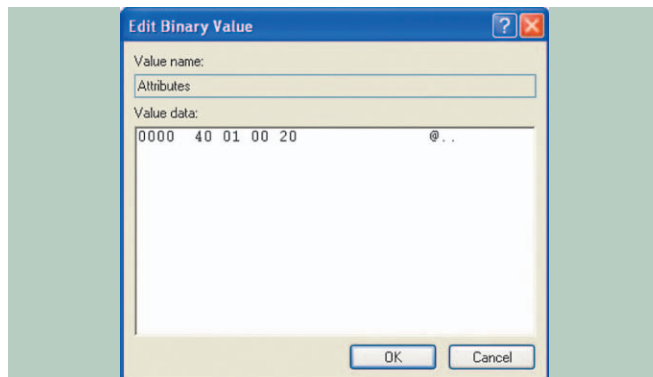 Edit Binary Value
Value name:
Attributes
Value data:
0000 40 01 00 20 @..
OK Cancel